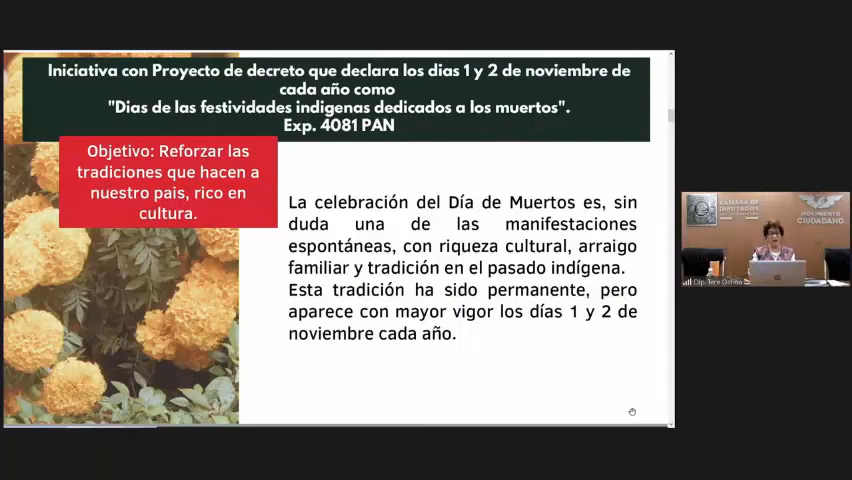 Iniciativa con Proyecto de decreto que declara los dias 1 y 2 de noviembre de
cada año como
"Dias de las festividades indigenas dedicados a los muertos".
Exp. 4081 PAN
Objetivo: Reforzar las
tradiciones que hacen a
nuestro pais, rico en
cultura.
La celebración del Día de Muertos es, sin
duda una de las manifestaciones
espontáneas, con riqueza cultural, arraigo
familiar y tradición en el pasado indígena.
Esta tradición ha sido permanente, pero
aparece con mayor vigor los días 1 y 2 de
noviembre cada año.
CÁMARA DE
DIPUTADOS
MOVIMIENTO
CIUDADANO
Dip. Tere Ochoa